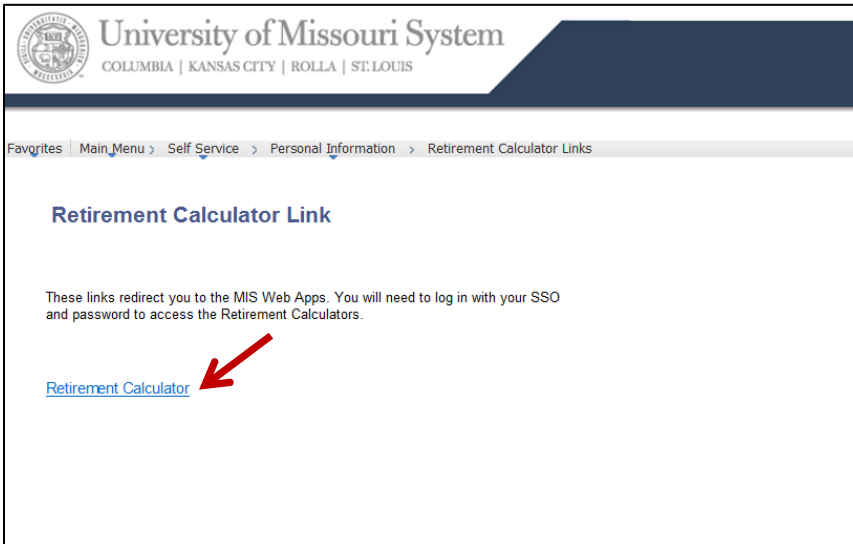 University of Missouri System
COLUMBIA | KANSAS CITY | ROLLA | ST. LOUIS
Favorites | Main Menu > Self Service > Personal Information > Retirement Calculator Links
Retirement Calculator Link
These links redirect you to the MIS Web Apps. You will need to log in with your SSO
and password to access the Retirement Calculators.
Retirement Calculator